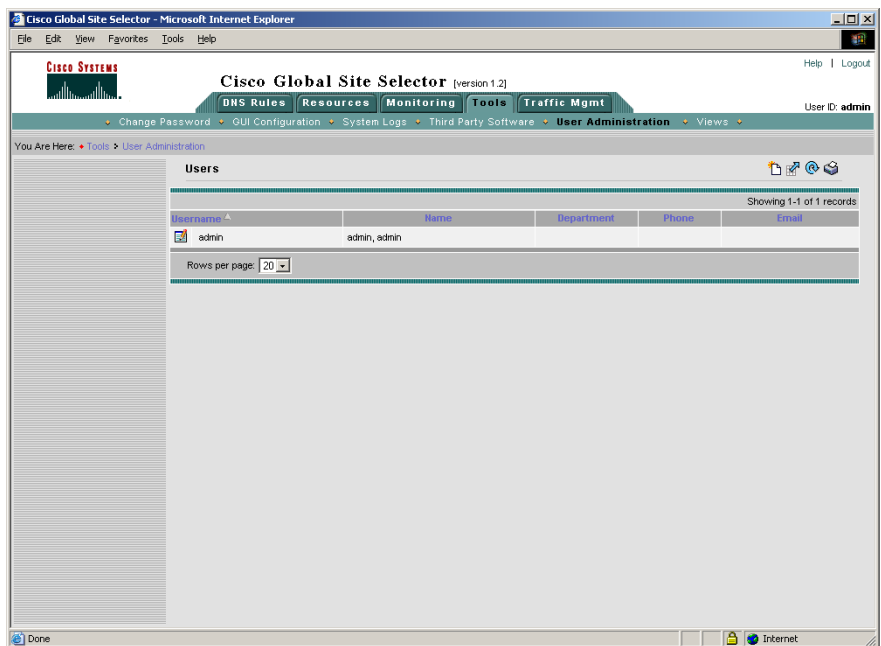 Cisco Global Site Selector - Microsoft Internet Explorer
File Edit View Favorites Tools Help
CISCO SYSTEMS
Cisco Global Site Selector [version 1.2]
Help | Logout
DNS Rules Resources Monitoring Tools Traffic Mgmt
User ID: admin
Change Password GUI Configuration System Logs Third Party Software User Administration Views
You Are Here: Tools > User Administration
Users
Showing 1-1 of 1 records
Username Name Department Phone Email
admin admin, admin
Rows per page: 20
Done Internet